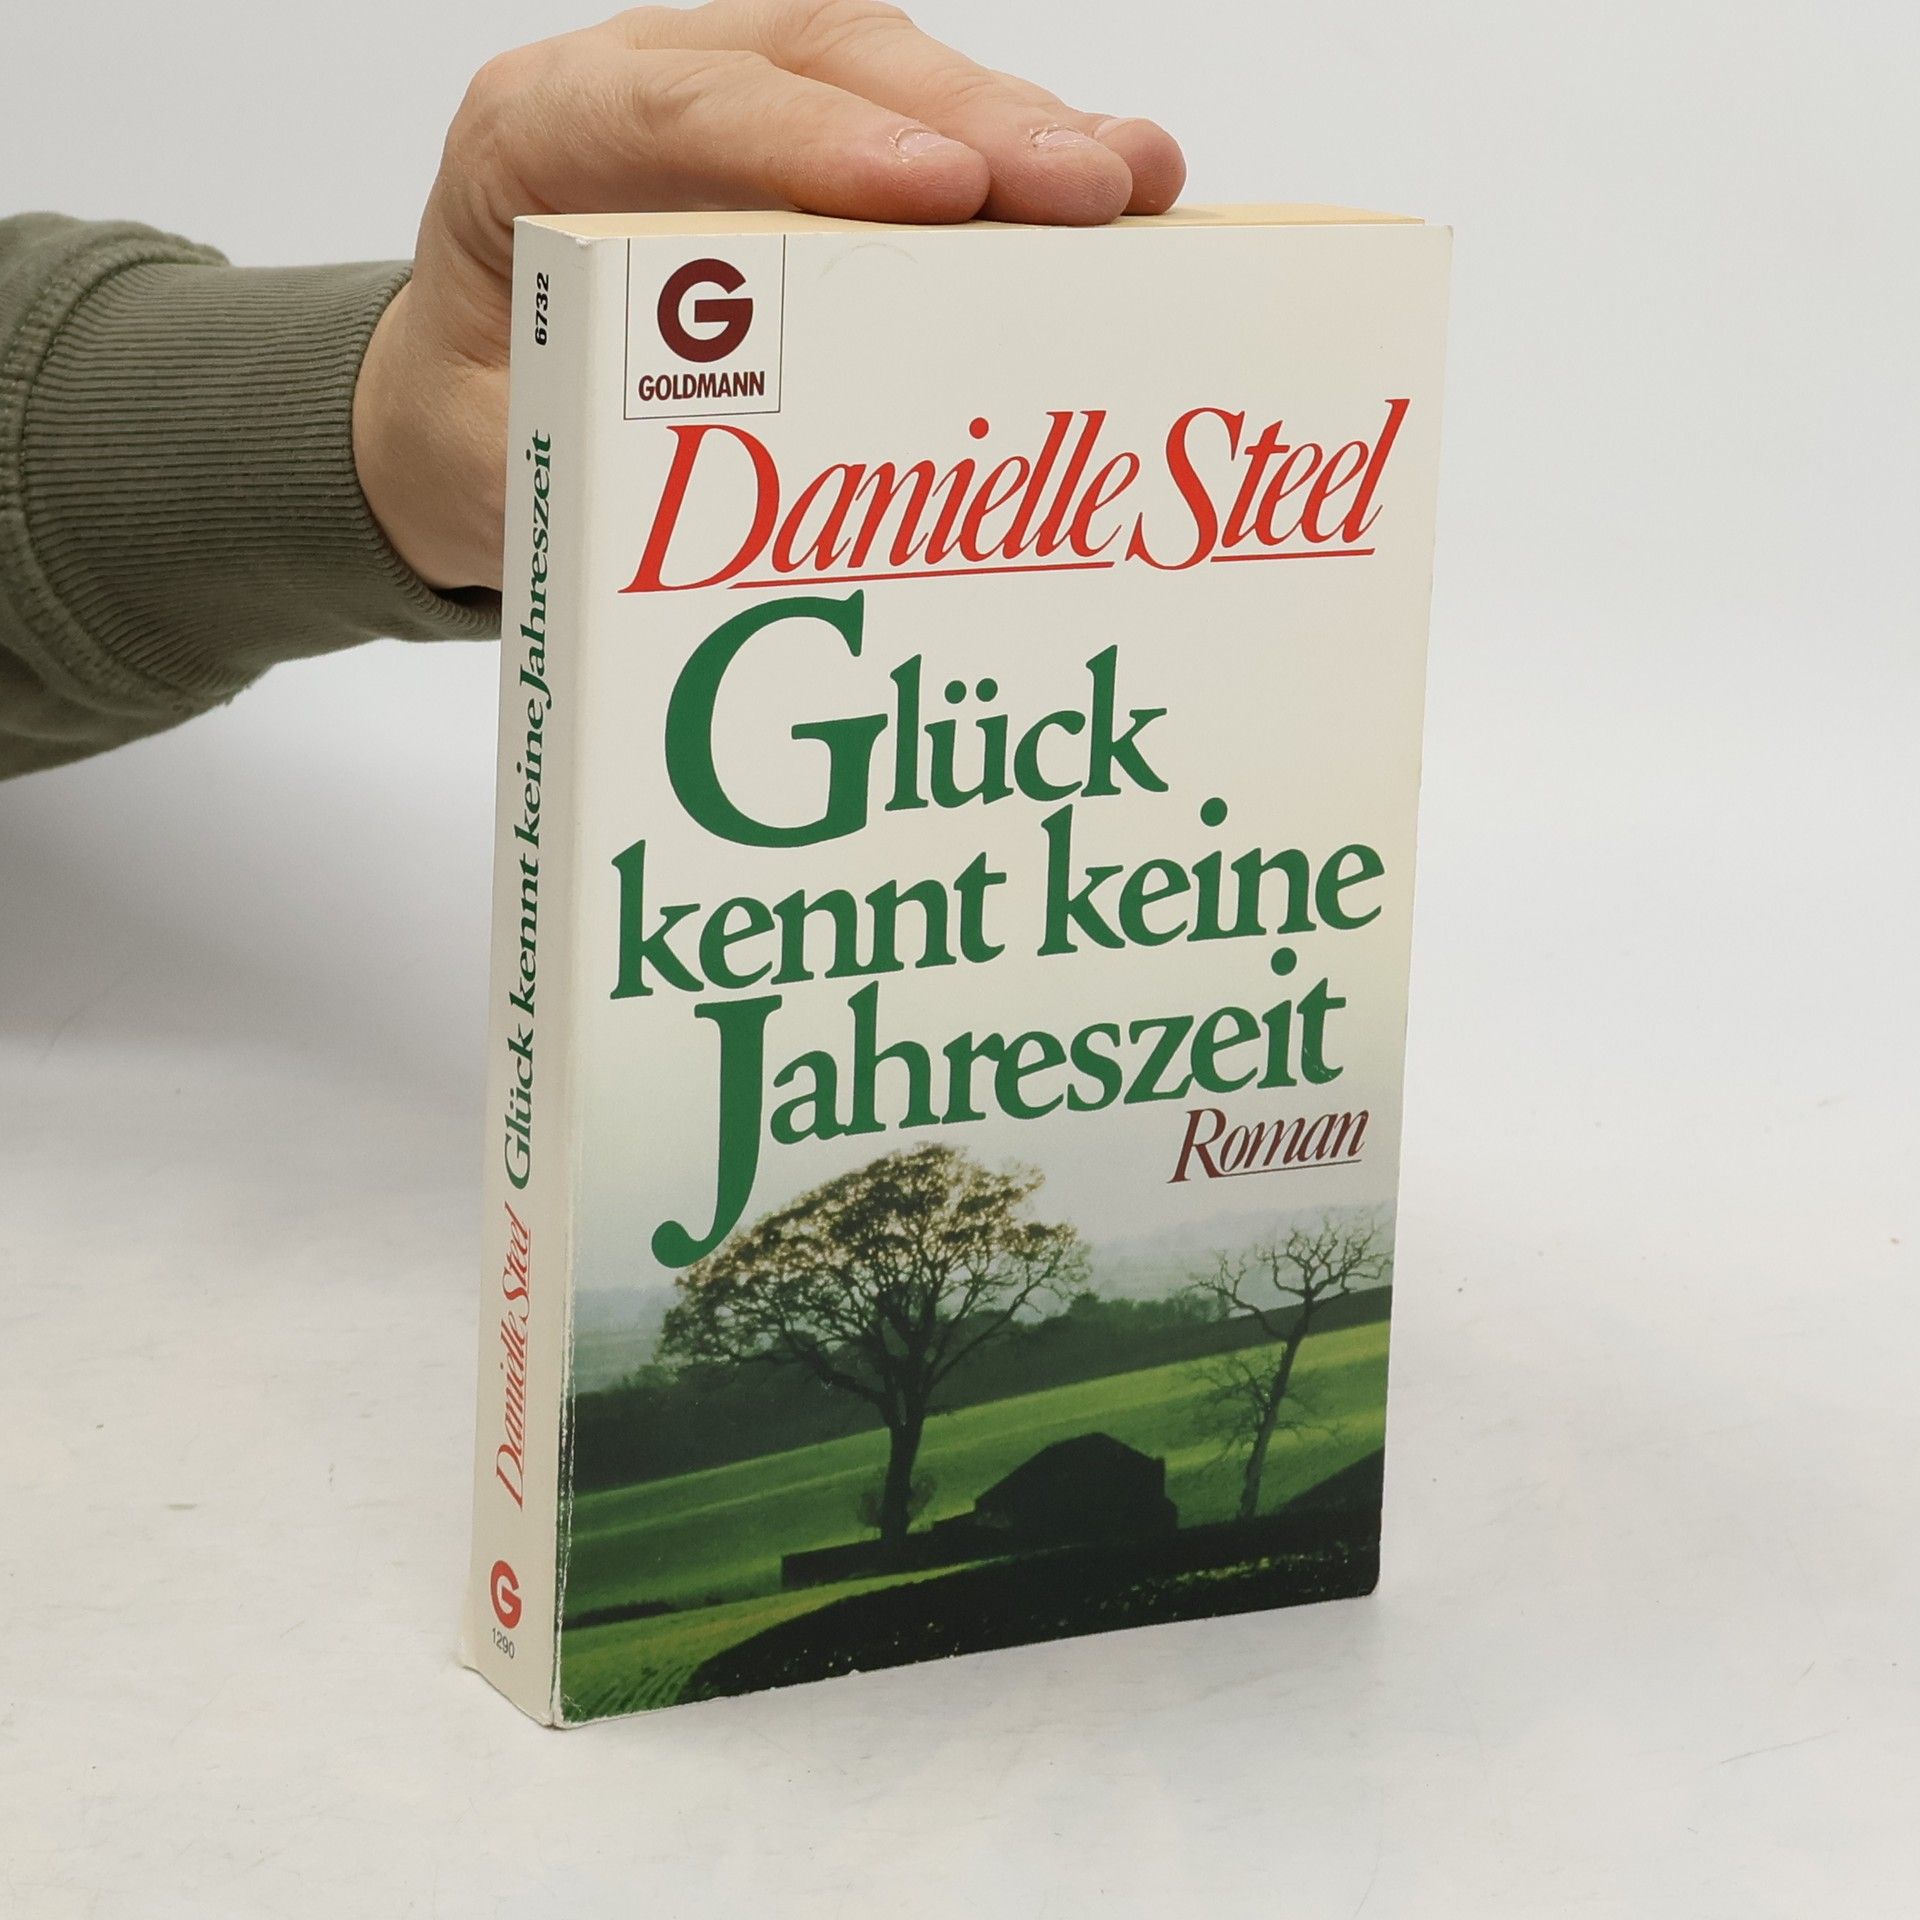 G
GOLDMANN
Danielle Steel
Glück
kennt keine
Jahreszeit
Roman
6732
Danielle Steel Glück kennt keine Jahreszeit
G
1290